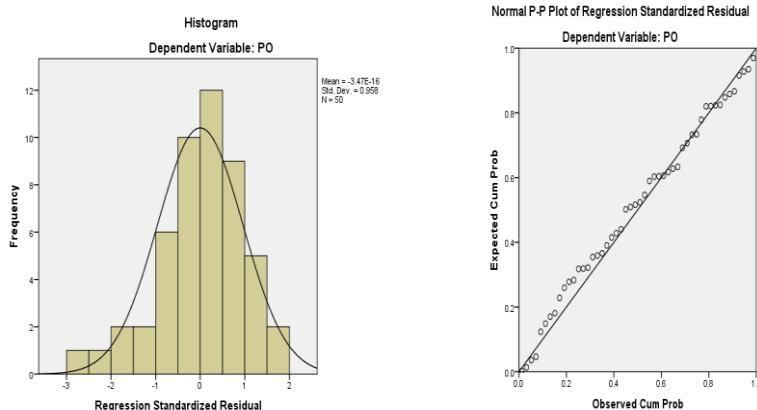 Histogram
Dependent Variable: PO
Mean = -3.47E-16
Std. Dev. = 0.958
N = 50
12
10
8
6
4
2
0
Frequency
-3 -2 -1 0 1 2
Regression Standardized Residual
Normal P-P Plot of Regression Standardized Residual
Dependent Variable: PO
1.0
0.8
0.6
0.4
0.2
0.0
Expected Cum Prob
0.0 0.2 0.4 0.6 0.8 1.
Observed Cum Prob